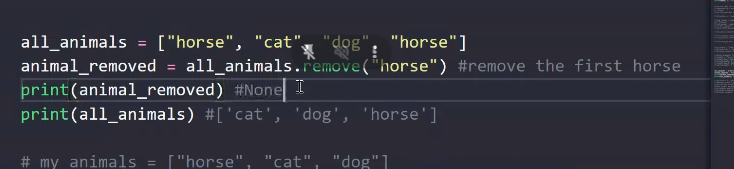 all_animals = ["horse", "cat", "dog", "horse"]
animal_removed = all_animals.remove("horse") #remove the first horse
print(animal_removed) #None
print(all_animals) #['cat', 'dog', 'horse']
# my animals = ["horse", "cat", "dog"]